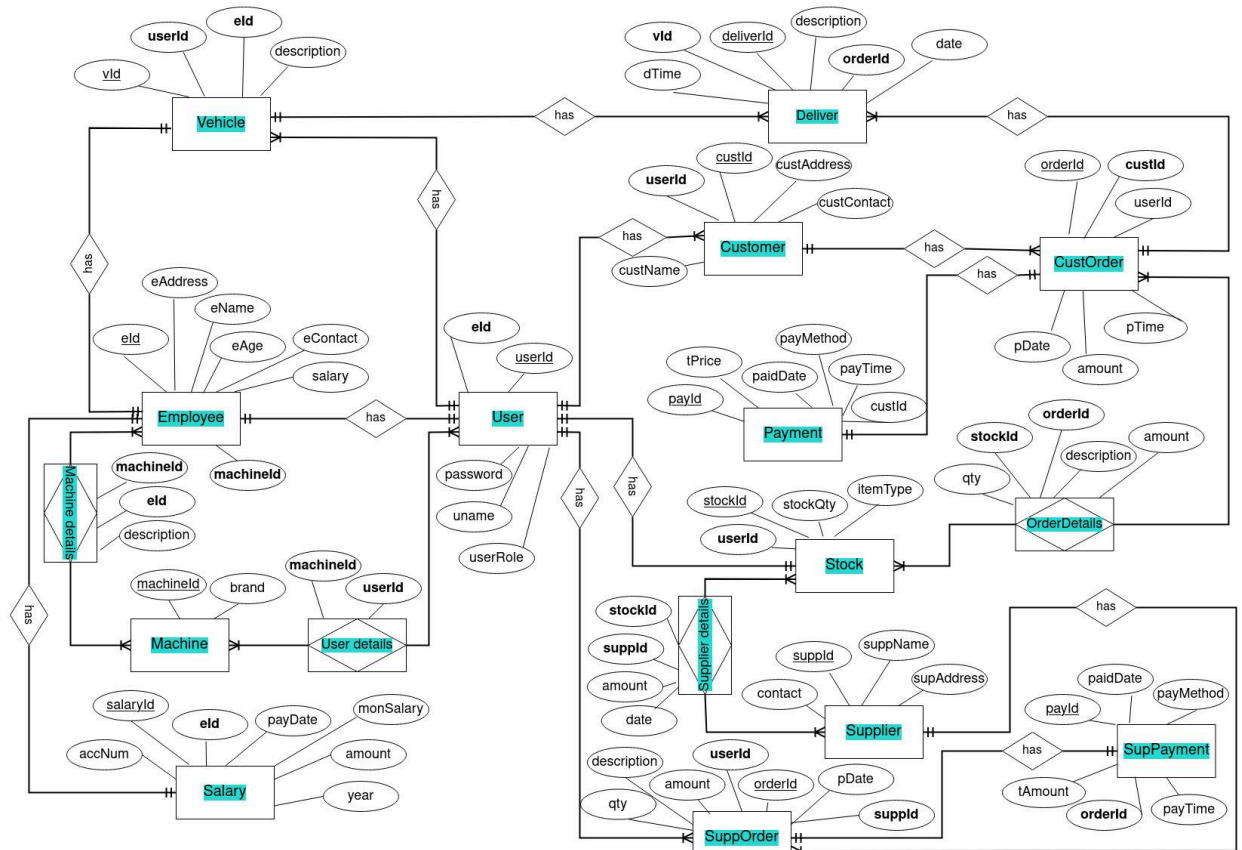 eId
userId
description
vId
Vehicle
has
vId
deliverId
description
orderId
date
dTime
Deliver
has
has
userId
custId
custAddress
custContact
custName
Customer
has
has
orderId
custId
userId
CustOrder
has
pDate
amount
pTime
has
eAddress
eName
eId
eAge
eContact
salary
Employee
machineId
has
eId
userId
User
password
uname
userRole
payMethod
tPrice
paidDate
payTime
payId
custId
Payment
orderId
stockId
amount
description
qty
OrderDetails
Machine details
machineId
eId
description
has
has
stockId
stockQty
itemType
userId
Stock
machineId
brand
Machine
machineId
userId
User details
has
stockId
suppId
amount
date
Supplier details
suppId
suppName
supAddress
contact
Supplier
has
paidDate
payMethod
payId
SupPayment
tAmount
orderId
payTime
has
salaryId
eId
payDate
monSalary
accNum
amount
year
Salary
description
userId
amount
orderId
pDate
qty
suppId
SuppOrder